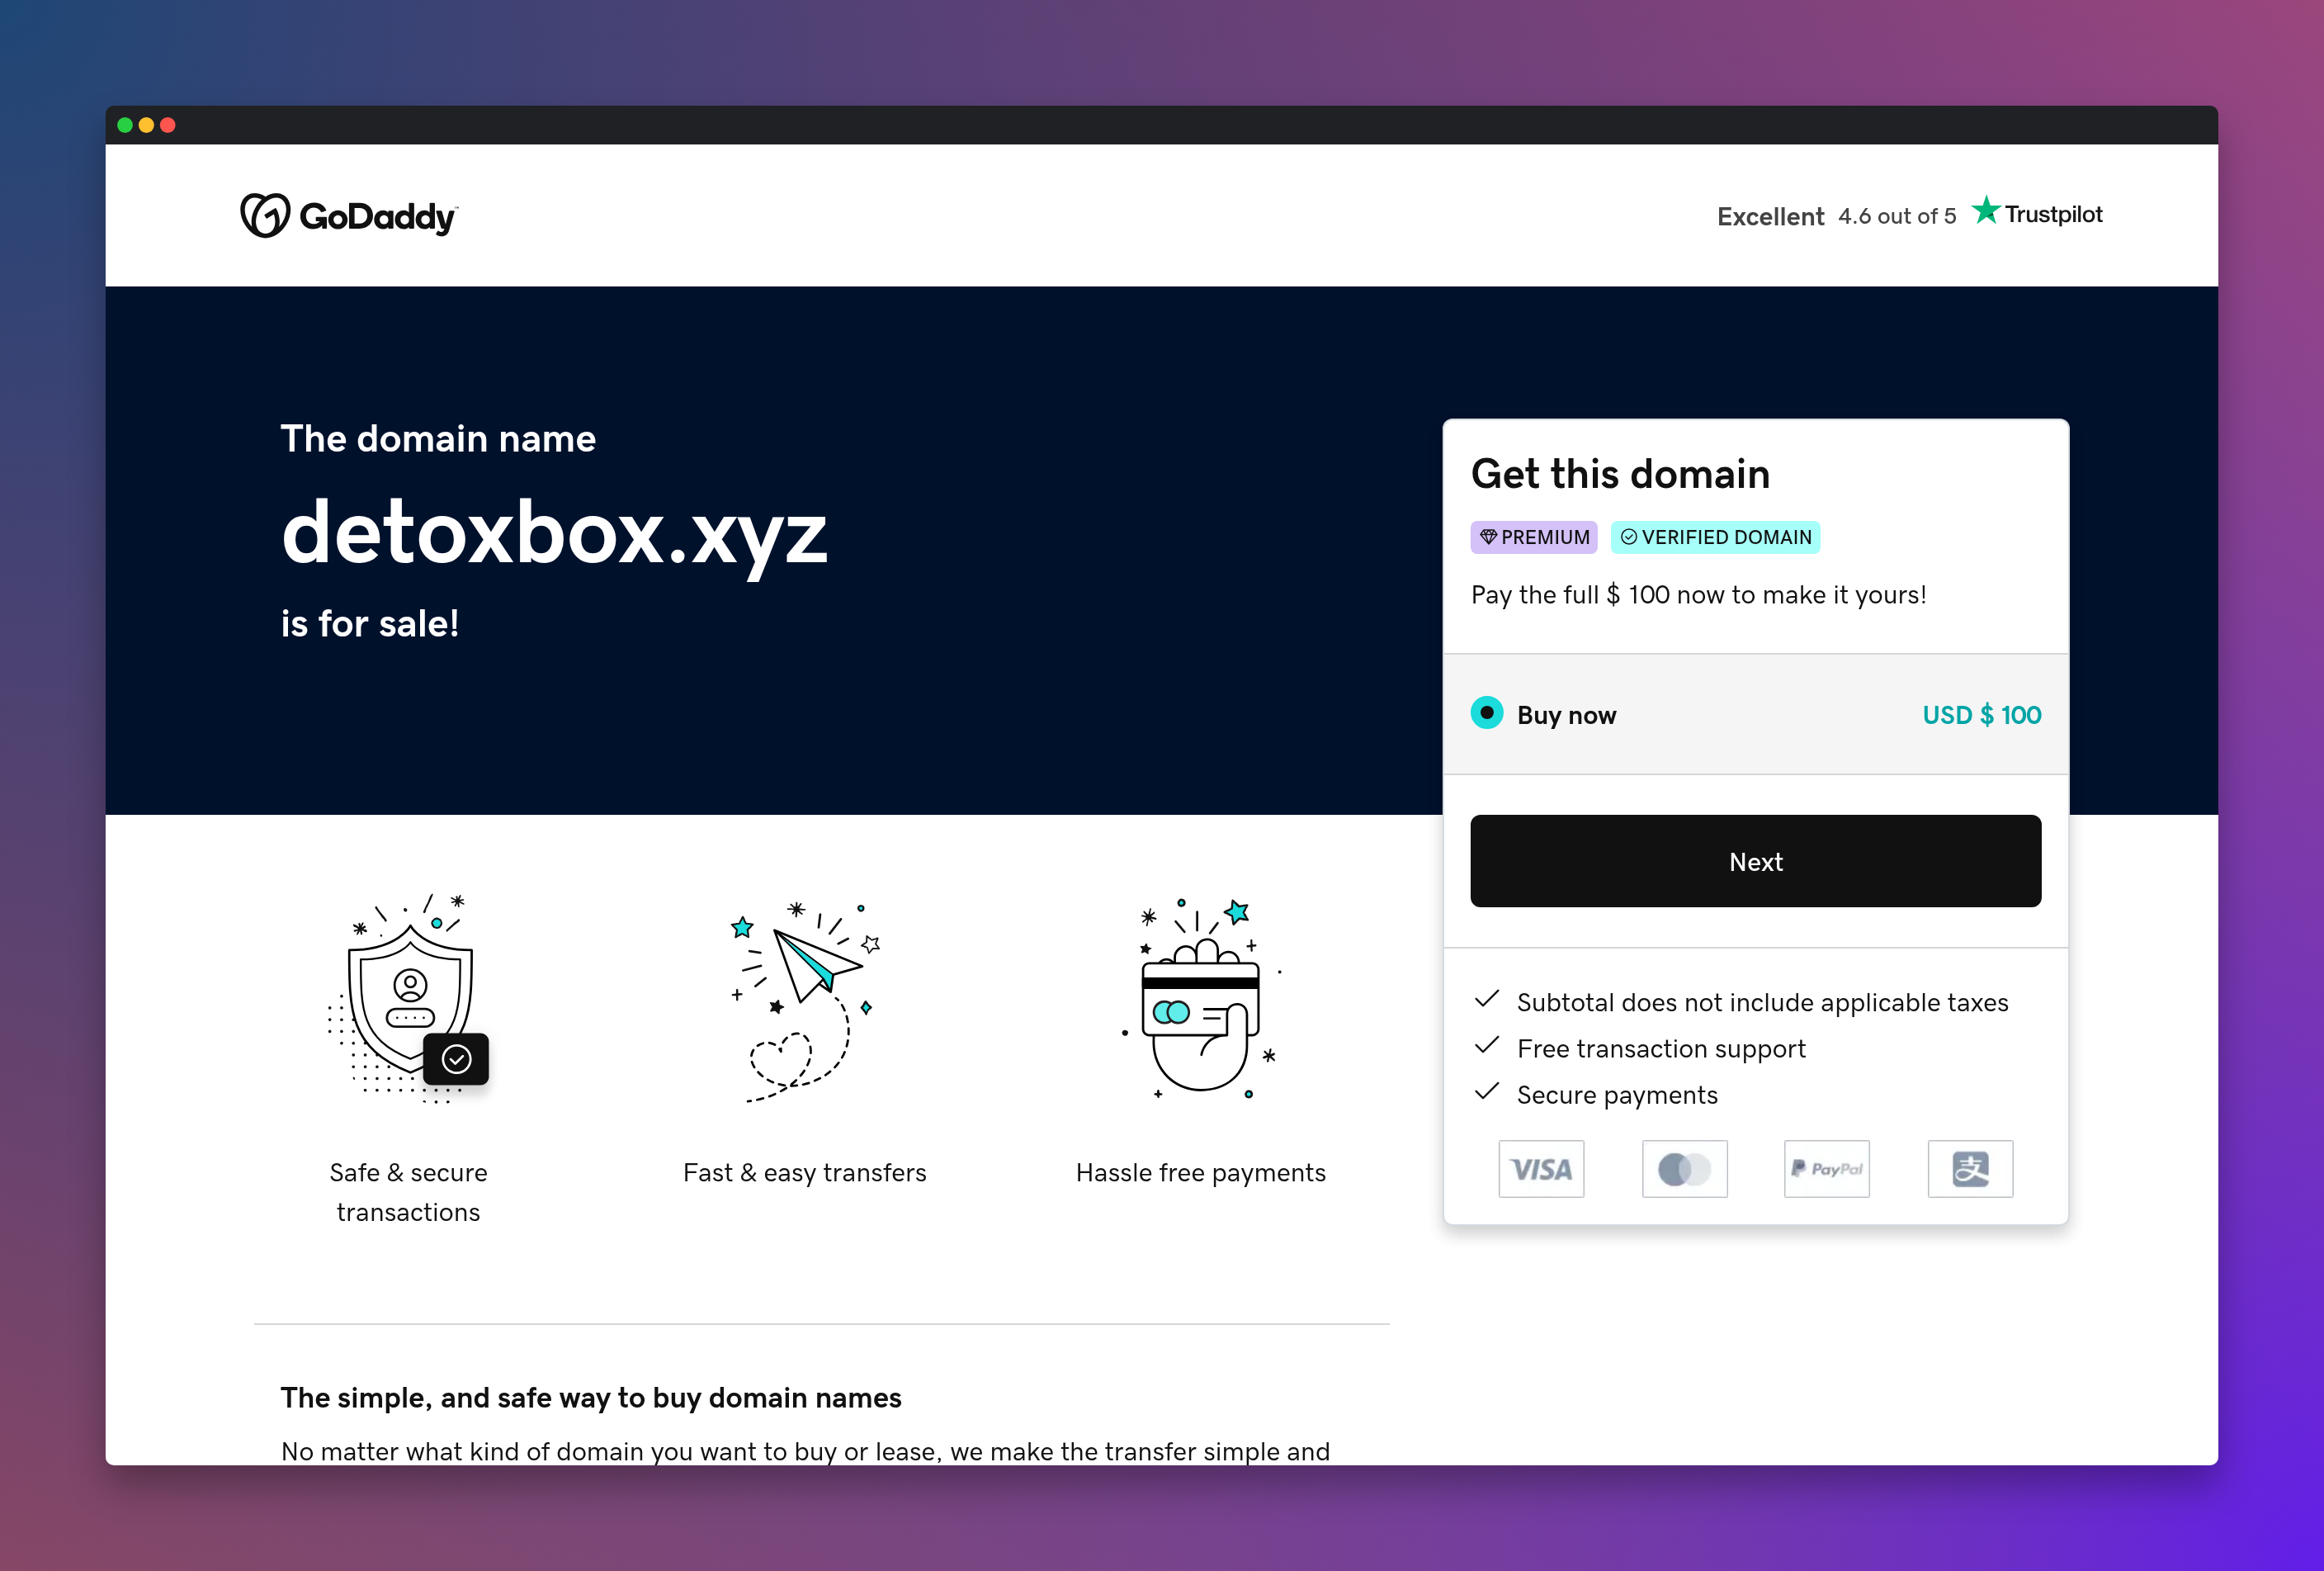 GoDaddy
Excellent 4.6 out of 5 Trustpilot
The domain name
detoxbox.xyz
is for sale!
Get this domain
PREMIUM VERIFIED DOMAIN
Pay the full $ 100 now to make it yours!
Buy now USD $ 100
Next
Subtotal does not include applicable taxes
Free transaction support
Secure payments
VISA PayPal 支
Safe & secure
transactions
Fast & easy transfers
Hassle free payments
The simple, and safe way to buy domain names
No matter what kind of domain you want to buy or lease, we make the transfer simple and